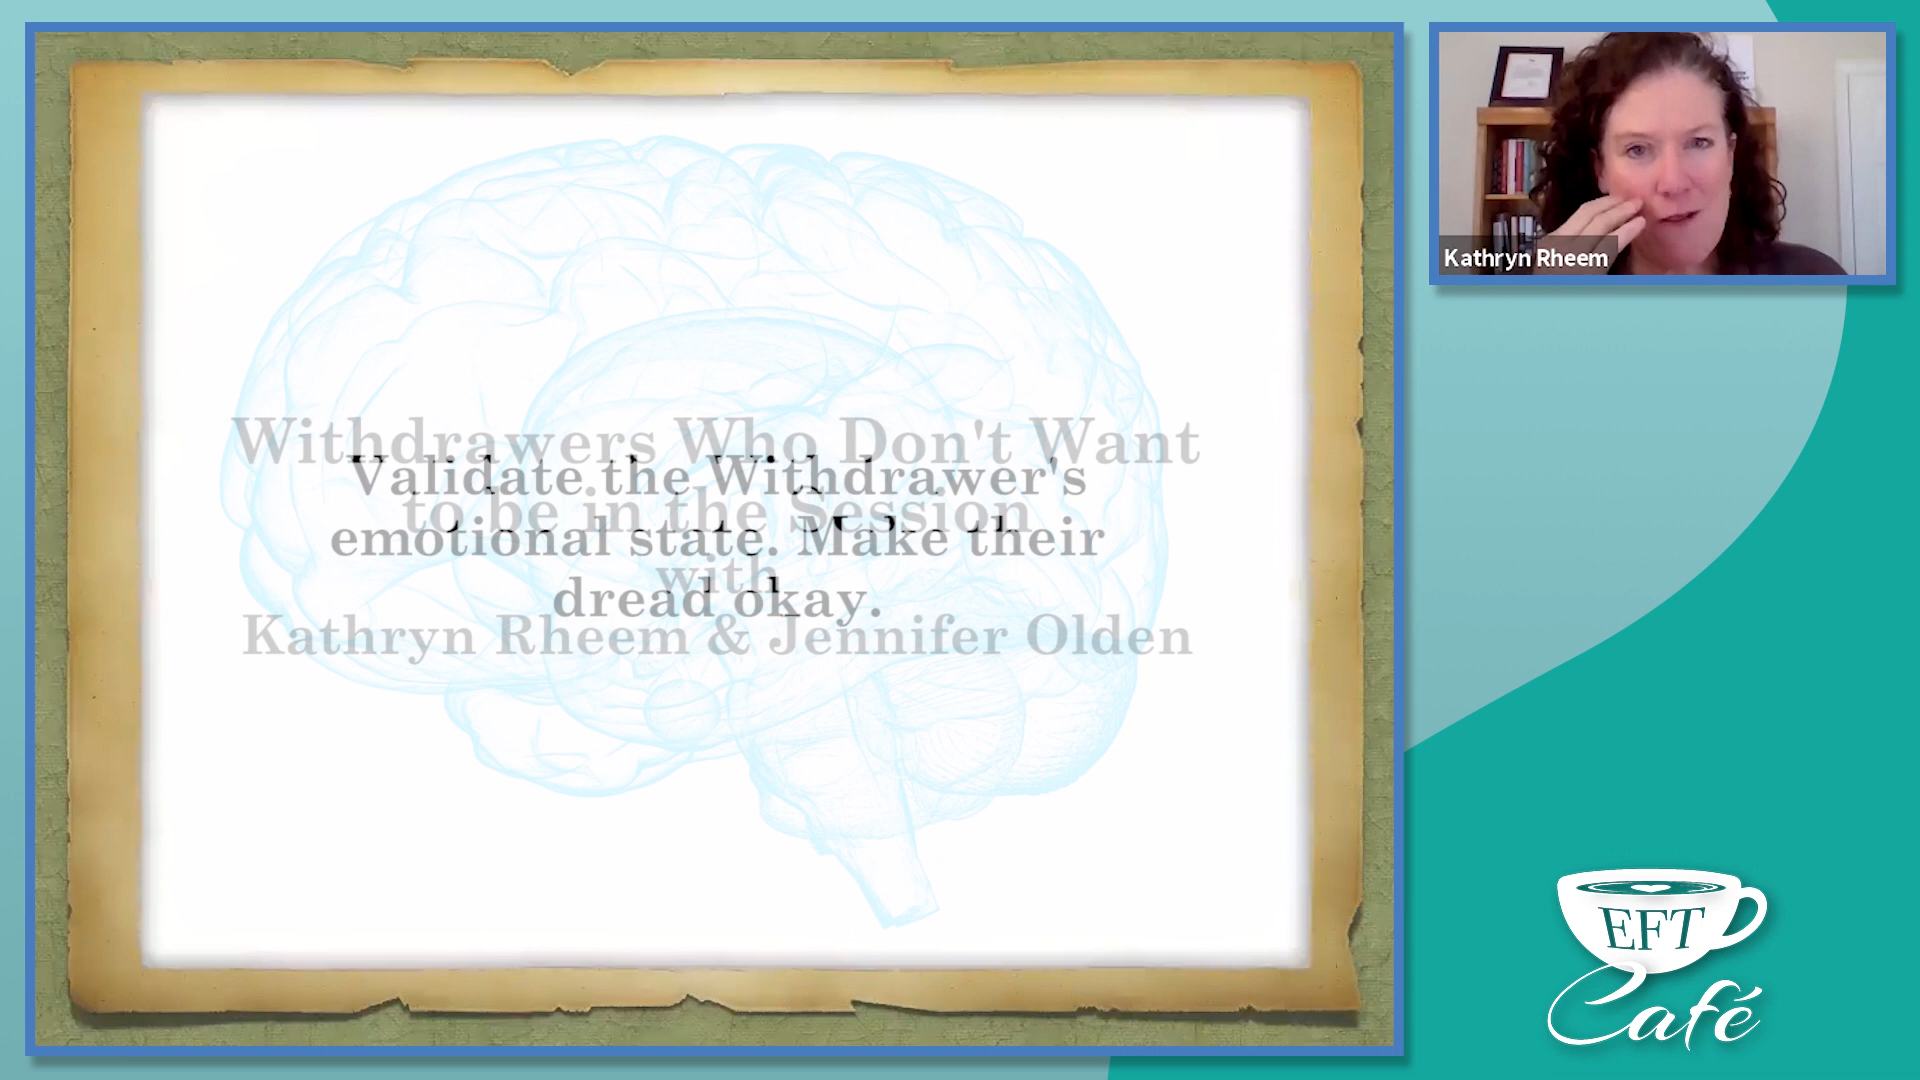 Withdrawers Who Don't Want
to be in the Session
with
Kathryn Rheem & Jennifer Olden
Validate the Withdrawer's
emotional state. Make their
dread okay.
Kathryn Rheem
EFT
Café